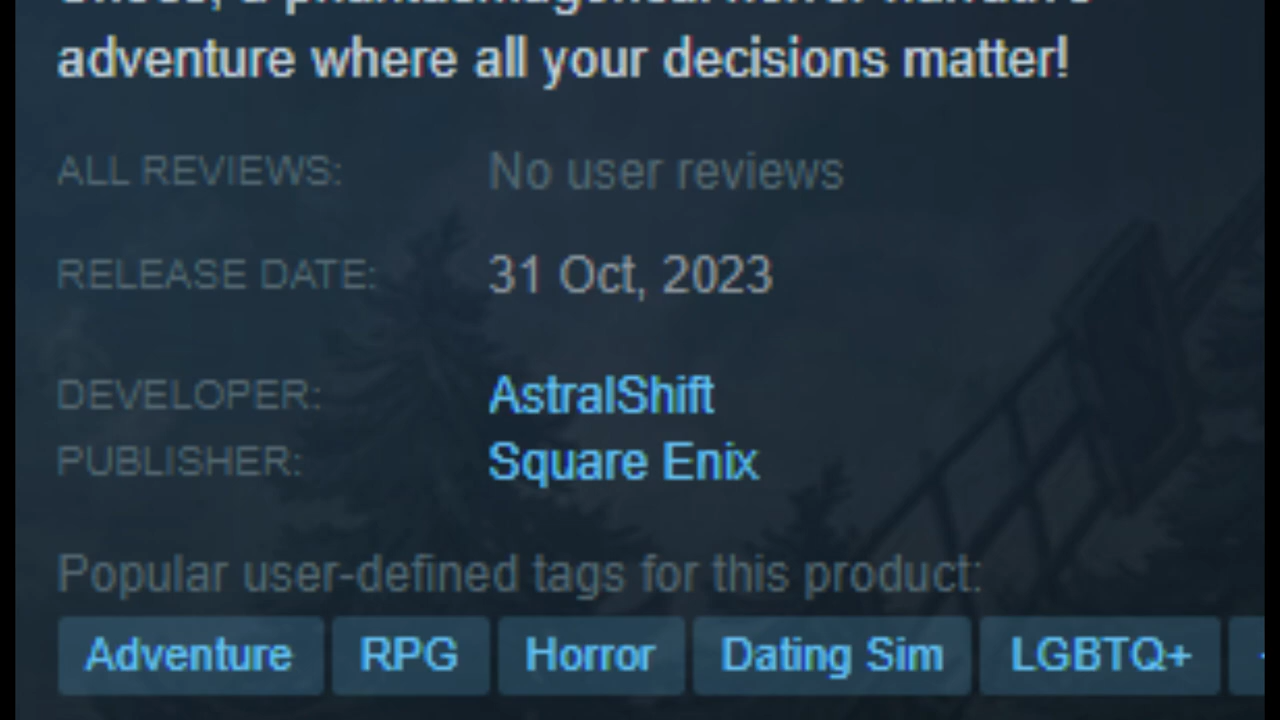 adventure where all your decisions matter!
ALL REVIEWS: No user reviews
RELEASE DATE: 31 Oct, 2023
DEVELOPER: AstralShift
PUBLISHER: Square Enix
Popular user-defined tags for this product:
Adventure RPG Horror Dating Sim LGBTQ+